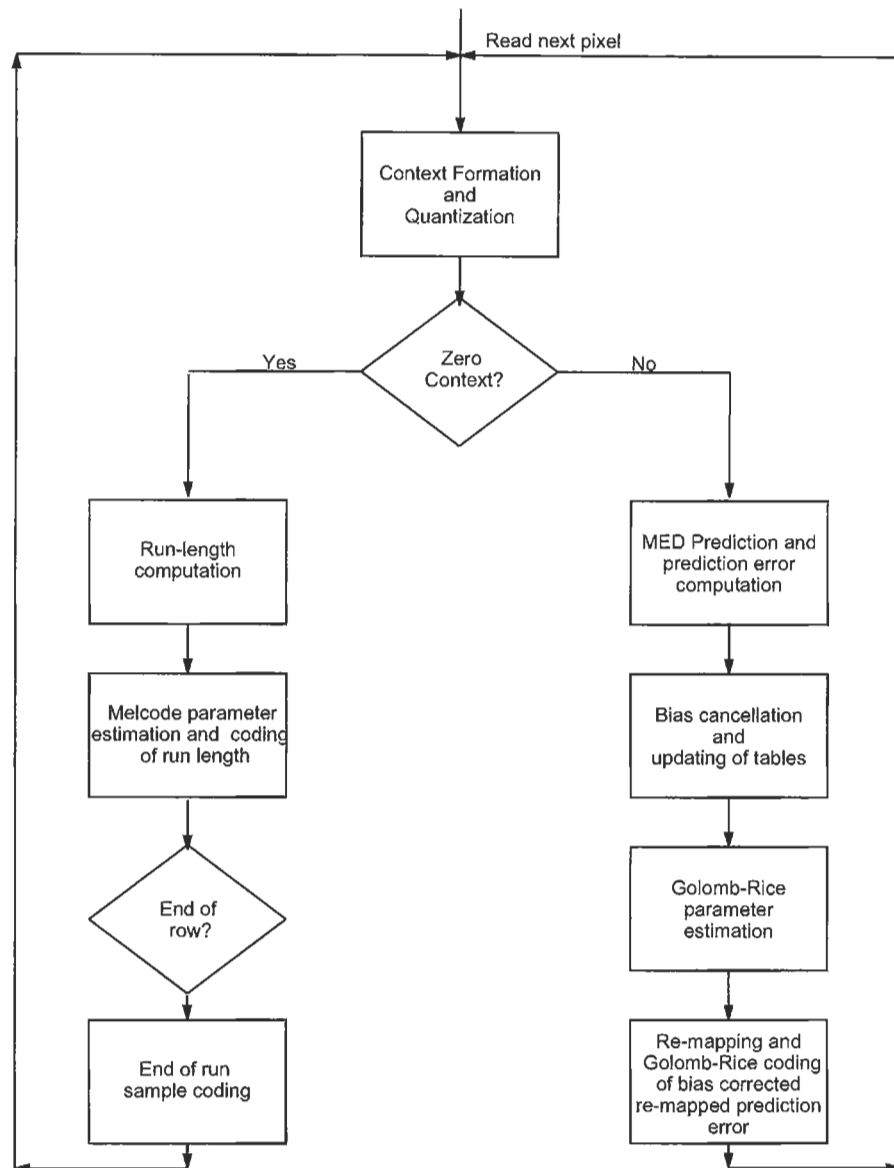 Read next pixel
Context Formation
and
Quantization
Zero
Context?
Yes
No
Run-length
computation
MED Prediction and
prediction error
computation
Melcode parameter
estimation and coding
of run length
Bias cancellation
and
updating of tables
End of
row?
Golomb-Rice
parameter
estimation
End of run
sample coding
Re-mapping and
Golomb-Rice coding
of bias corrected
re-mapped prediction
error